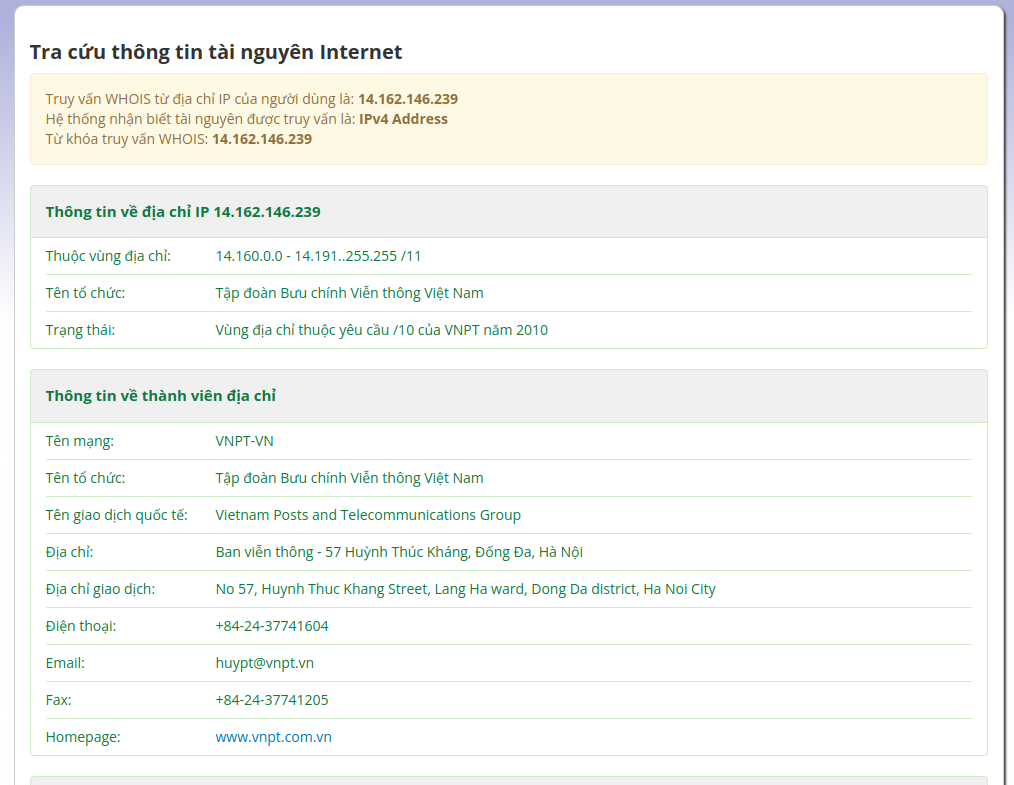 Tra cứu thông tin tài nguyên Internet
Truy vấn WHOIS từ địa chỉ IP của người dùng là: 14.162.146.239
Hệ thống nhận biết tài nguyên được truy vấn là: IPv4 Address
Từ khóa truy vấn WHOIS: 14.162.146.239
Thông tin về địa chỉ IP 14.162.146.239
Thuộc vùng địa chỉ: 14.160.0.0 - 14.191..255.255 /11
Tên tổ chức: Tập đoàn Bưu chính Viễn thông Việt Nam
Trạng thái: Vùng địa chỉ thuộc yêu cầu /10 của VNPT năm 2010
Thông tin về thành viên địa chỉ
Tên mạng: VNPT-VN
Tên tổ chức: Tập đoàn Bưu chính Viễn thông Việt Nam
Tên giao dịch quốc tế: Vietnam Posts and Telecommunications Group
Địa chỉ: Ban viễn thông - 57 Huỳnh Thúc Kháng, Đống Đa, Hà Nội
Địa chỉ giao dịch: No 57, Huynh Thuc Khang Street, Lang Ha ward, Dong Da district, Ha Noi City
Điện thoại: +84-24-37741604
Email: huypt@vnpt.vn
Fax: +84-24-37741205
Homepage: www.vnpt.com.vn